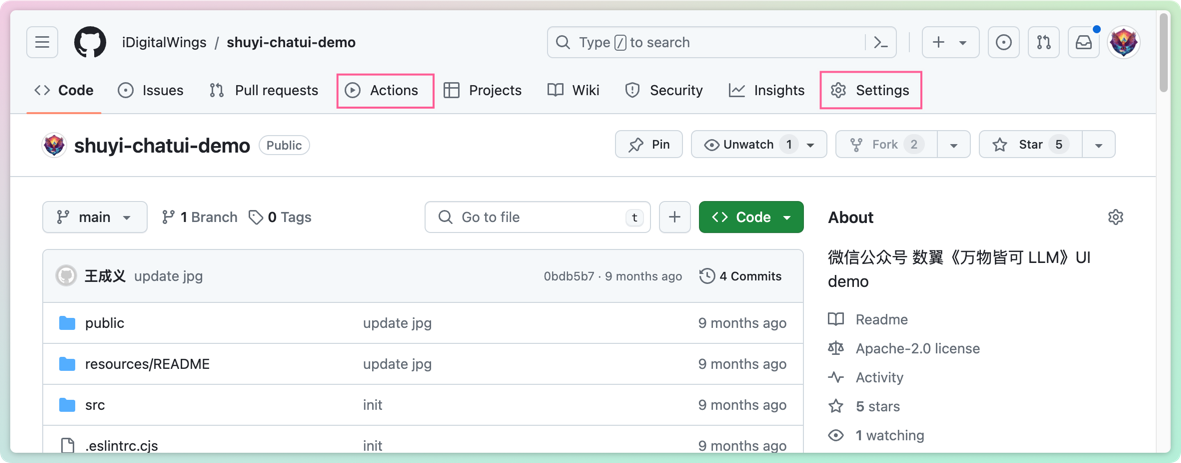 iDigitalWings / shuyi-chatui-demo
Type / to search
Code Issues Pull requests Actions Projects Wiki Security Insights Settings
shuyi-chatui-demo Public Pin Unwatch 1 Fork 2 Star 5
main 1 Branch 0 Tags Go to file t + Code
王成义 update jpg 0bdb5b7 · 9 months ago 4 Commits
public update jpg 9 months ago
resources/README update jpg 9 months ago
src init 9 months ago
.eslintrc.cjs init 9 months ago
About
微信公众号 数翼《万物皆可 LLM》UI
demo
Readme
Apache-2.0 license
Activity
5 stars
1 watching